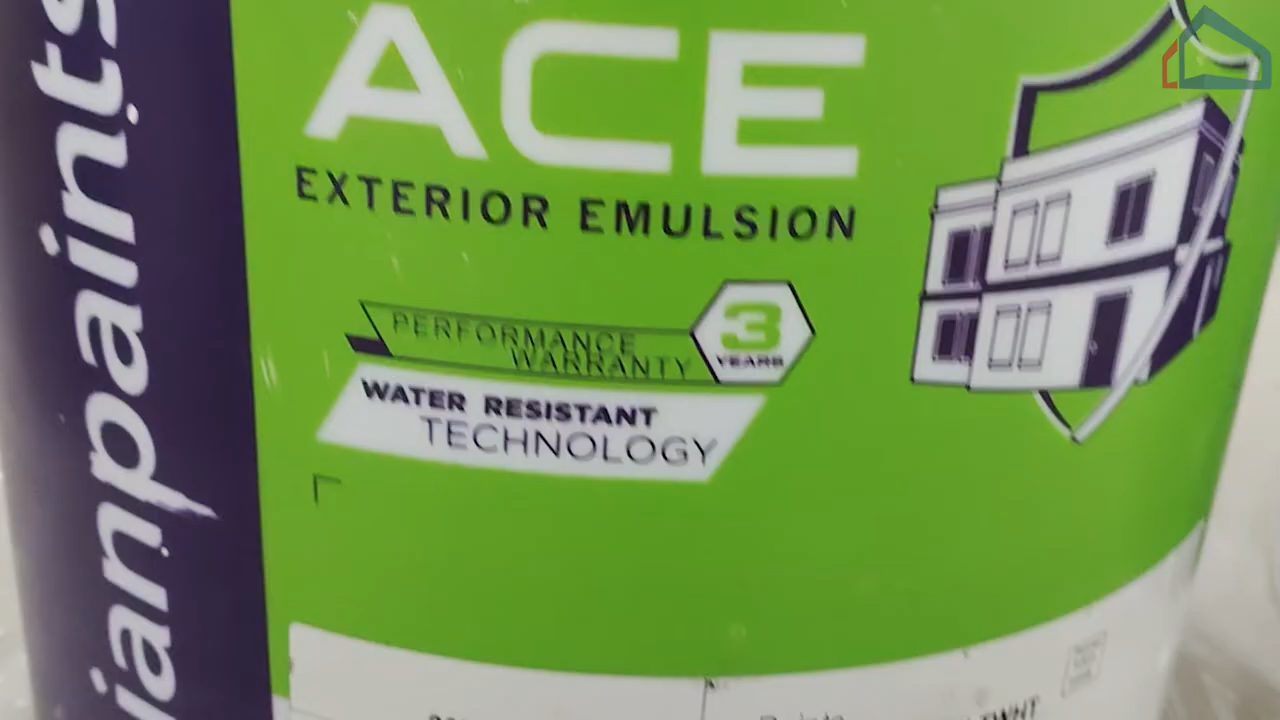 ianpaints
ACE
EXTERIOR EMULSION
PERFORMANCE
WARRANTY
3
YEARS
WATER RESISTANT
TECHNOLOGY